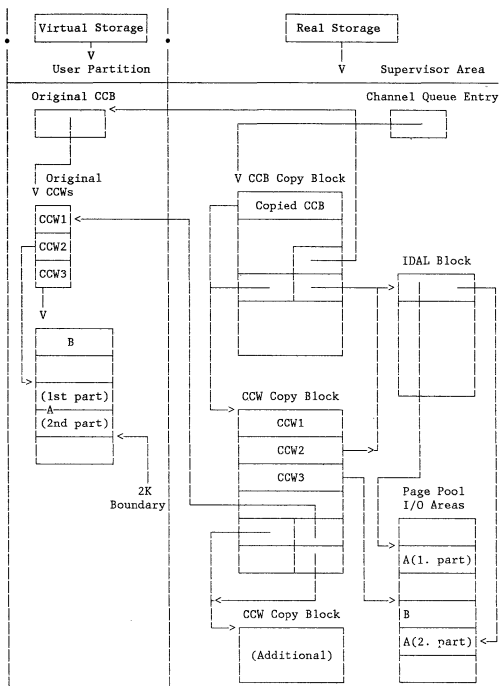 Virtual Storage
Real Storage
V
V
User Partition
Supervisor Area
Original CCB
Channel Queue Entry
Original
V CCWs
V CCB Copy Block
CCW1
Copied CCB
CCW2
CCW3
IDAL Block
V
B
(1st part)
A
(2nd part)
CCW Copy Block
CCW1
CCW2
CCW3
2K
Boundary
Page Pool
I/O Areas
A(1. part)
B
A(2. part)
CCW Copy Block
(Additional)